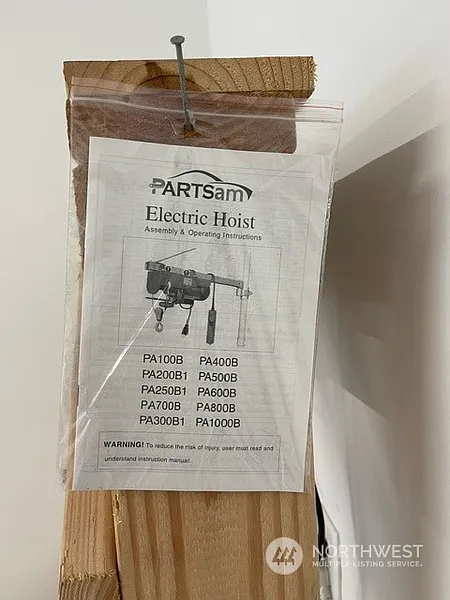 PARTSam
Electric Hoist
Assembly & Operating Instructions
PA100B PA400B
PA200B1 PA500B
PA250B1 PA600B
PA700B PA800B
PA300B1 PA1000B
WARNING! To reduce the risk of injury, user must read and
understand instruction manual.
NORTHWEST
MULTIPLE LISTING SERVICE